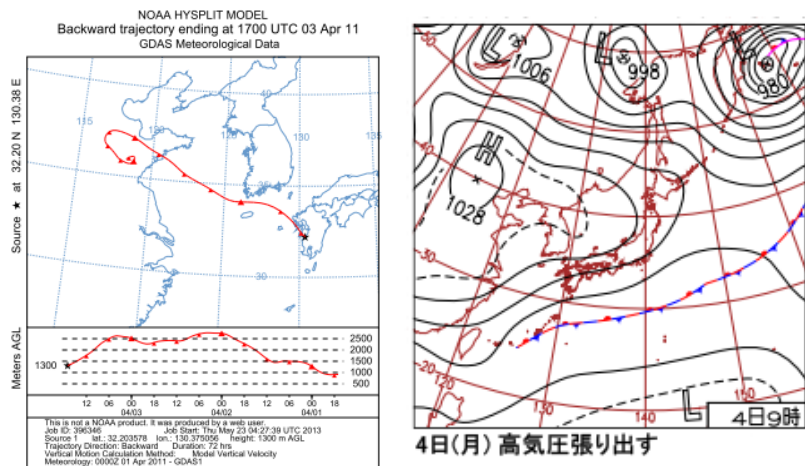 NOAA HYSPLIT MODEL
Backward trajectory ending at 1700 UTC 03 Apr 11
GDAS Meteorological Data
Source ★ at 32.20 N 130.38 E
115
120
130
135
40
35
30
Meters AGL
1300
2500
2000
1500
1000
500
12 06 00 18 12 06 00 18 12 06 00 18
04/03 04/02 04/01
This is not a NOAA product. It was produced by a web user.
Job ID: 396346 Job Start: Thu May 23 04:27:39 UTC 2013
Source 1 lat.: 32.203578 lon.: 130.375056 height: 1300 m AGL
Trajectory Direction: Backward Duration: 72 hrs
Vertical Motion Calculation Method: Model Vertical Velocity
Meteorology: 0000Z 01 Apr 2011 - GDAS1
L
1006
L
998
L
980
50
40
H
1028
30
20
120
130
140
150
L
4日9時
4日(月) 高気圧張り出す